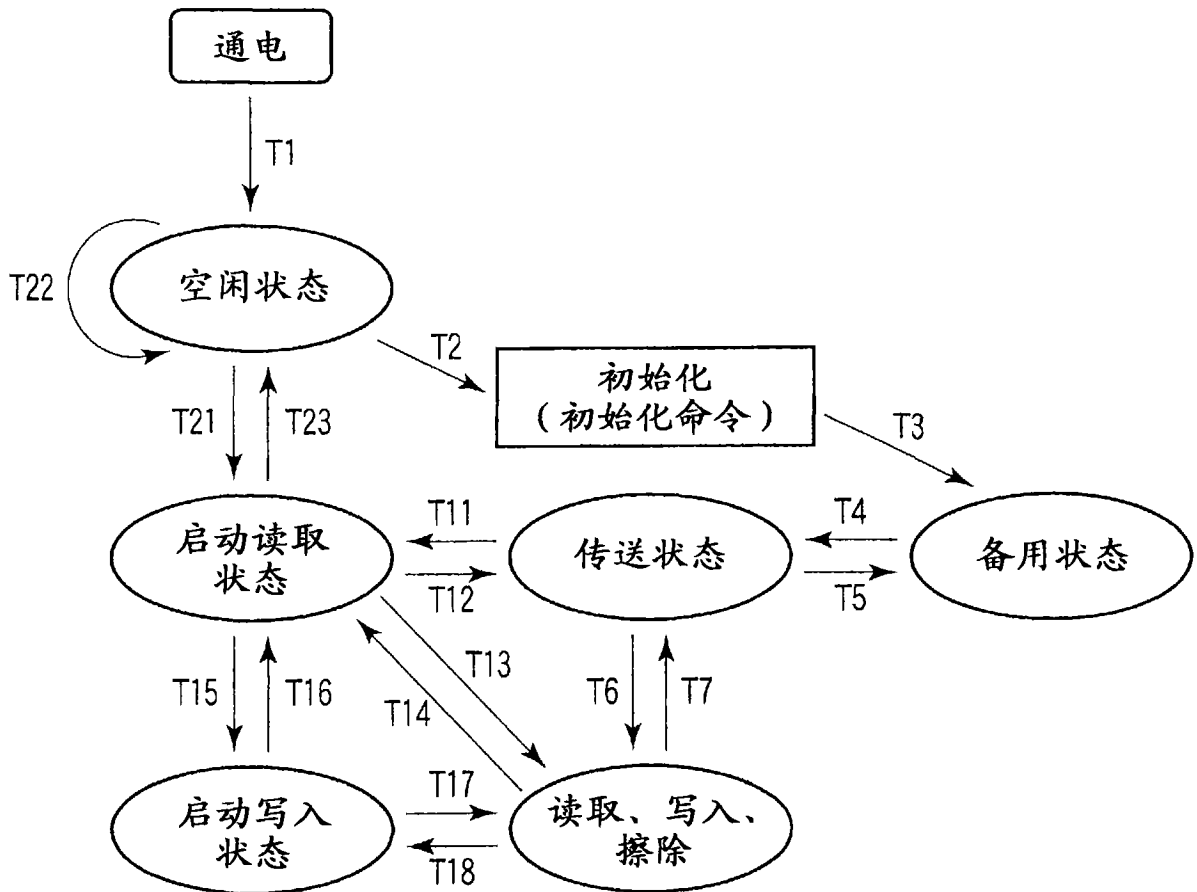 通电
T1
空闲状态
T22
T2
初始化
(初始化命令)
T21
T23
T3
启动读取
状态
T11
T12
传送状态
T4
T5
备用状态
T15
T16
T13
T14
T6
T7
启动写入
状态
T17
T18
读取、写入、
擦除